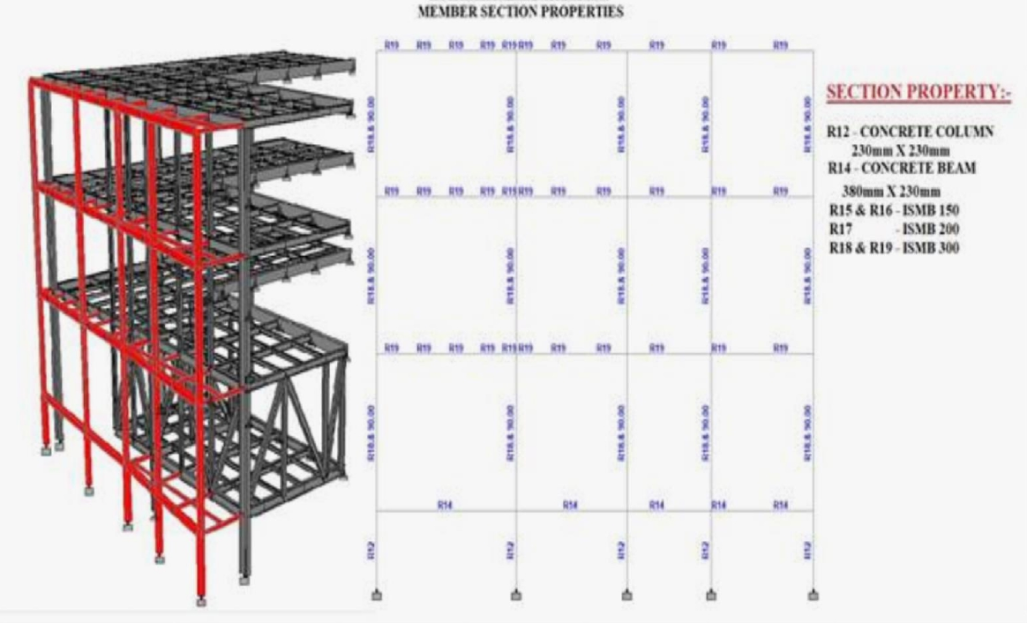 MEMBER SECTION PROPERTIES
R19 R19 R19 R19 R19 R19 R19 R19 R19 R19 R19
R18.& 90.00 R18.& 90.00 R18.& 90.00 R18.& 90.00 R18.& 90.00
R19 R19 R19 R19 R19 R19 R19 R19 R19 R19 R19
R18.& 90.00 R18.& 90.00 R18.& 90.00 R18.& 90.00 R18.& 90.00
R19 R19 R19 R19 R19 R19 R19 R19 R19 R19 R19
R18.& 90.00 R18.& 90.00 R18.& 90.00 R18.& 90.00 R18.& 90.00
R14 R14 R14 R14 R14
R12 R12 R12 R12 R12
SECTION PROPERTY:-
R12 - CONCRETE COLUMN
230mm X 230mm
R14 - CONCRETE BEAM
380mm X 230mm
R15 & R16 - ISMB 150
R17 - ISMB 200
R18 & R19 - ISMB 300